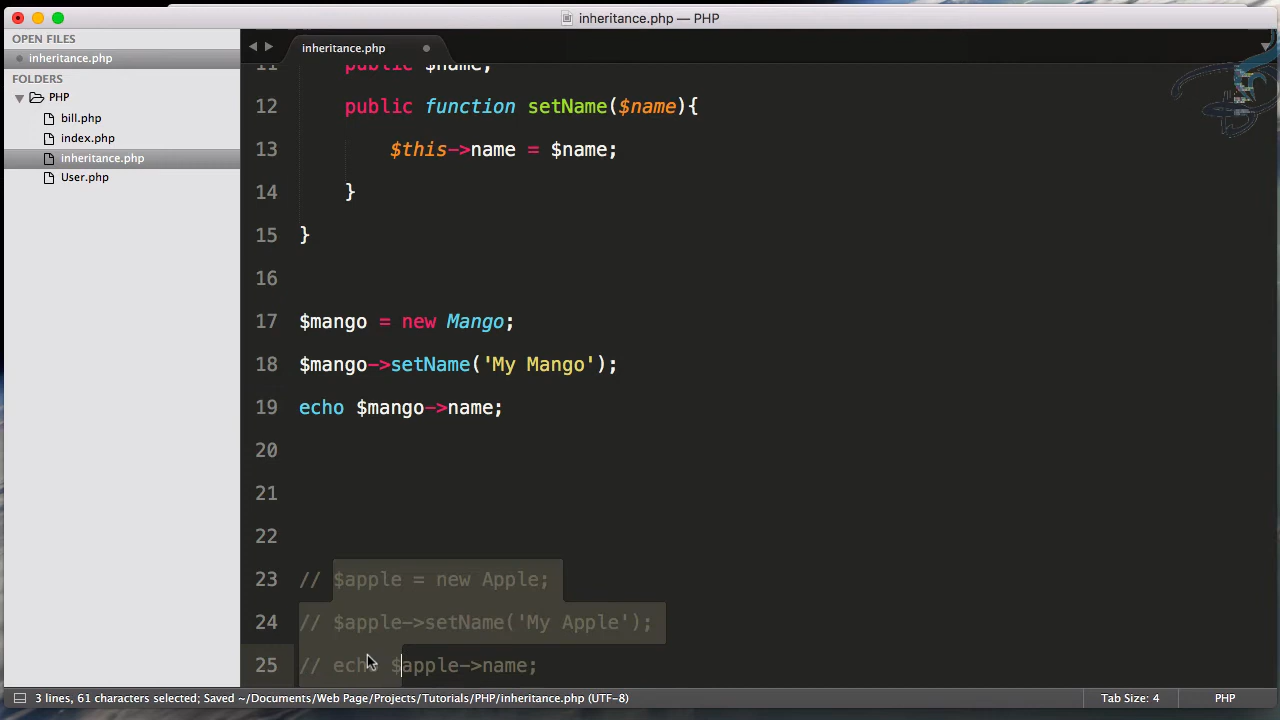 inheritance.php — PHP
OPEN FILES
inheritance.php
FOLDERS
PHP
bill.php
index.php
inheritance.php
User.php
inheritance.php
11 public $name;
12 public function setName($name){
13 $this->name = $name;
14 }
15 }
16
17 $mango = new Mango;
18 $mango->setName('My Mango');
19 echo $mango->name;
20
21
22
23 // $apple = new Apple;
24 // $apple->setName('My Apple');
25 // echo $apple->name;
3 lines, 61 characters selected; Saved ~/Documents/Web Page/Projects/Tutorials/PHP/inheritance.php (UTF-8)
Tab Size: 4
PHP